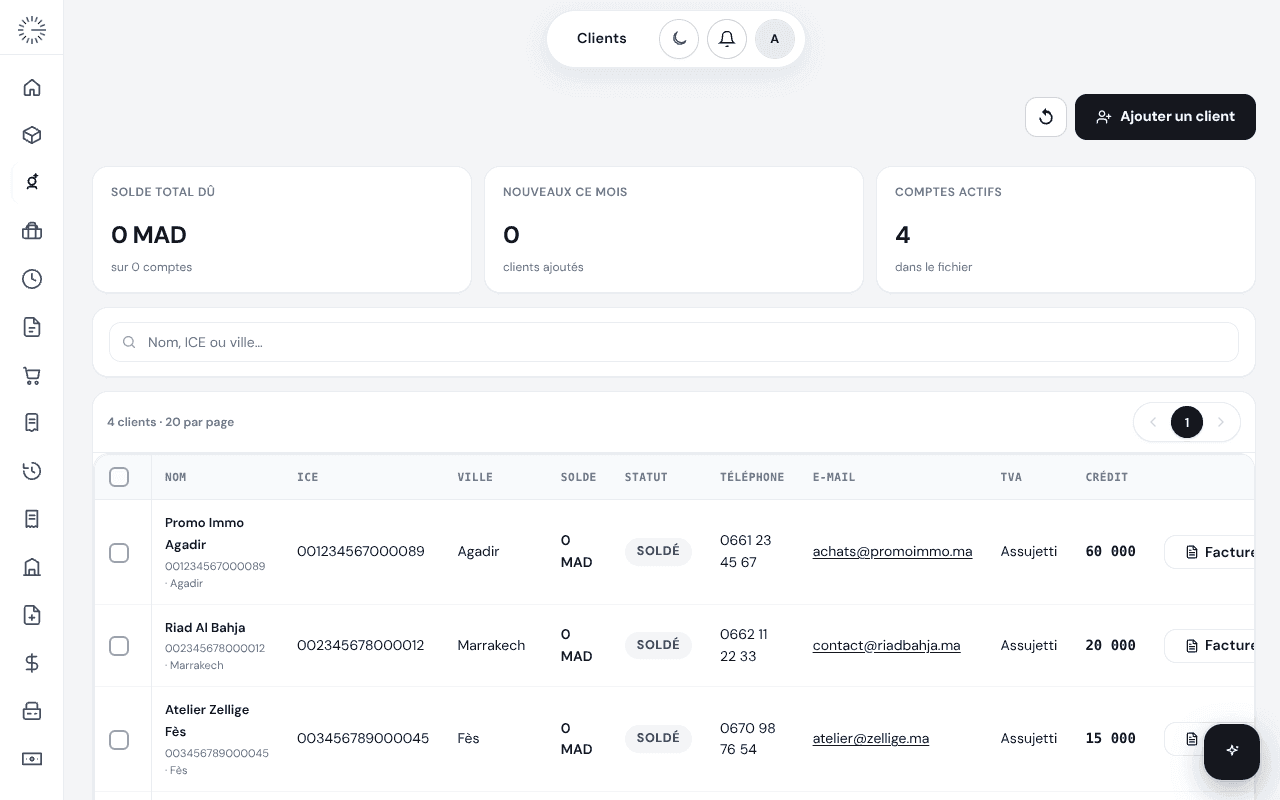 Clients
A
Ajouter un client
SOLDE TOTAL DÛ
0 MAD
sur 0 comptes
NOUVEAUX CE MOIS
0
clients ajoutés
COMPTES ACTIFS
4
dans le fichier
Nom, ICE ou ville…
4 clients · 20 par page
1
NOM ICE VILLE SOLDE STATUT TÉLÉPHONE E-MAIL TVA CRÉDIT
Promo Immo
Agadir
001234567000089
· Agadir
001234567000089
Agadir
0
MAD
SOLDÉ
0661 23
45 67
achats@promoimmo.ma
Assujetti
60 000
Facture
Riad Al Bahja
002345678000012
· Marrakech
002345678000012
Marrakech
0
MAD
SOLDÉ
0662 11
22 33
contact@riadbahja.ma
Assujetti
20 000
Facture
Atelier Zellige
Fès
003456789000045
· Fès
003456789000045
Fès
0
MAD
SOLDÉ
0670 98
76 54
atelier@zellige.ma
Assujetti
15 000